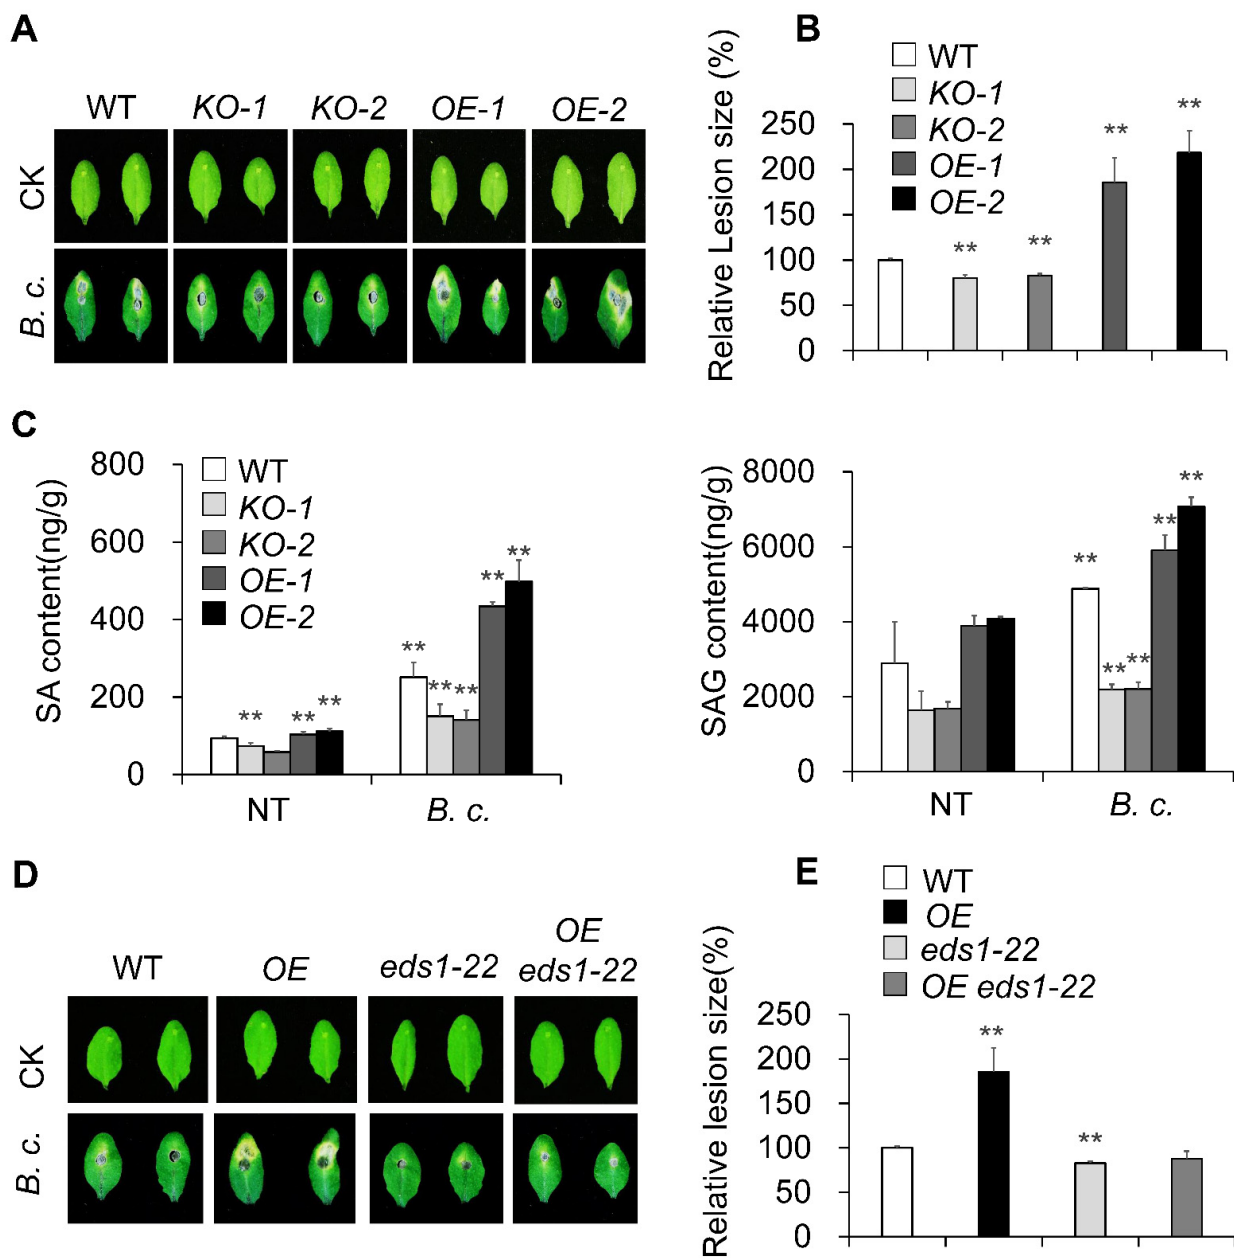 A
WT KO-1 KO-2 OE-1 OE-2
CK
B. c.
B
WT
KO-1
KO-2
OE-1
OE-2
Relative Lesion size (%)
250
200
150
100
50
0
** ** ** **
C
SA content(ng/g)
800
600
400
200
0
WT
KO-1
KO-2
OE-1
OE-2
** ** **
** ** ** ** **
NT B. c.
SAG content(ng/g)
8000
6000
4000
2000
0
** ** ** ** **
NT B. c.
D
WT OE eds1-22 OE
eds1-22
CK
B. c.
E
WT
OE
eds1-22
OE eds1-22
Relative lesion size(%)
250
200
150
100
50
0
** **